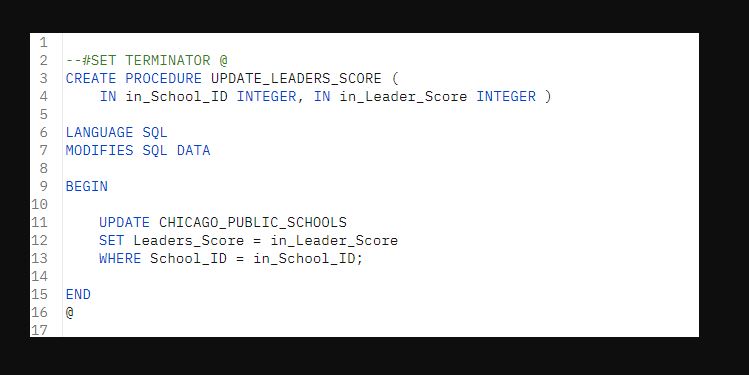 1
2 --#SET TERMINATOR @
3 CREATE PROCEDURE UPDATE_LEADERS_SCORE (
4     IN in_School_ID INTEGER, IN in_Leader_Score INTEGER )
5
6 LANGUAGE SQL
7 MODIFIES SQL DATA
8
9 BEGIN
10
11     UPDATE CHICAGO_PUBLIC_SCHOOLS
12     SET Leaders_Score = in_Leader_Score
13     WHERE School_ID = in_School_ID;
14
15 END
16 @
17